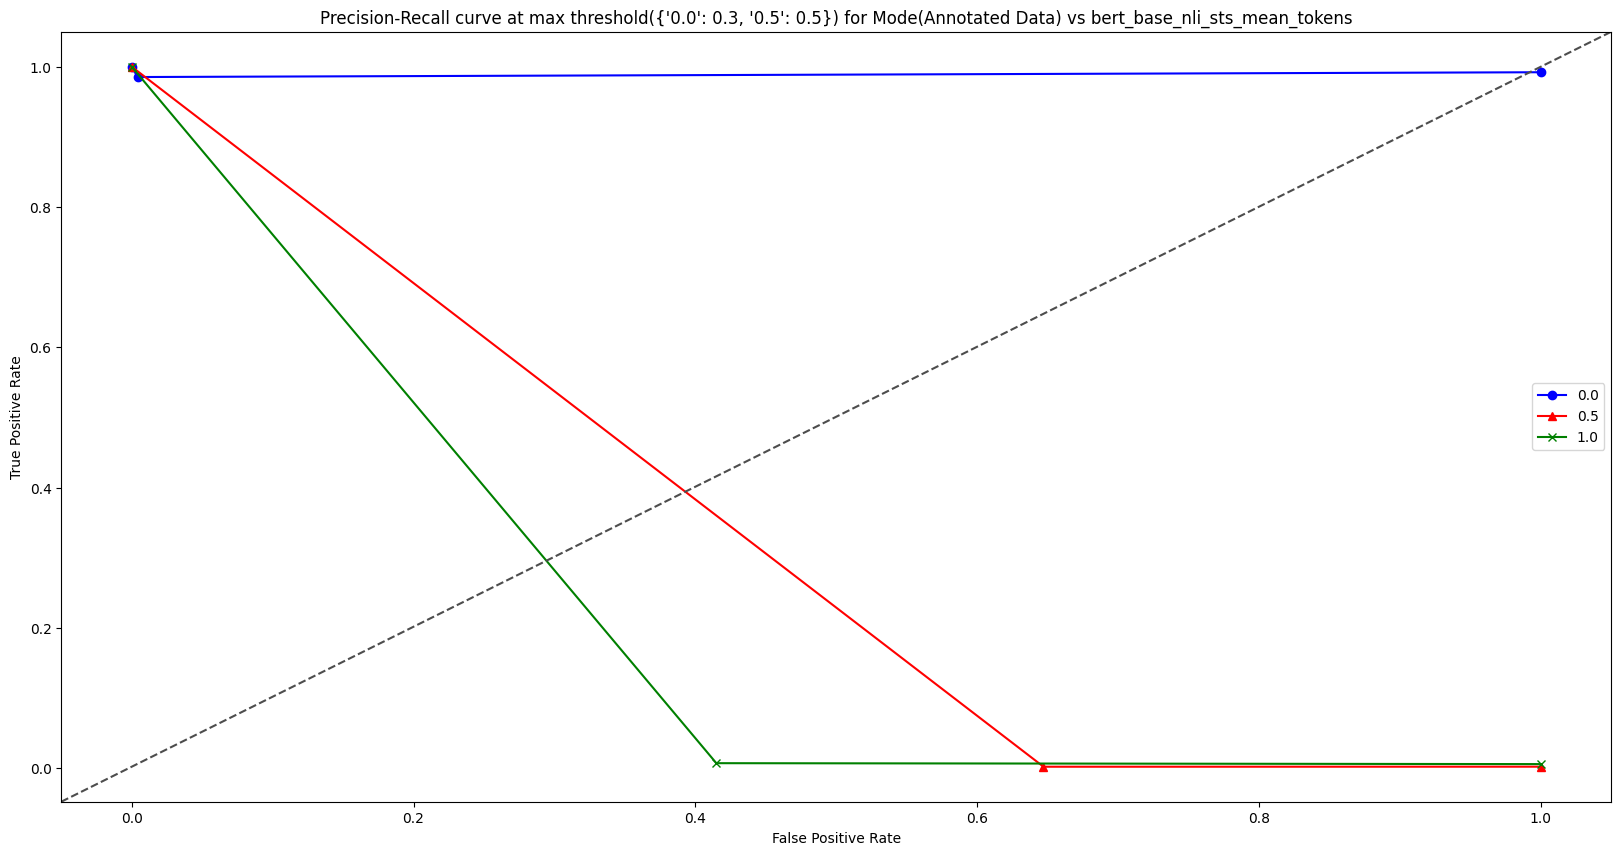 Precision-Recall curve at max threshold({'0.0': 0.3, '0.5': 0.5}) for Mode(Annotated Data) vs bert_base_nli_sts_mean_tokens
1.0
0.8
0.6
0.4
0.2
0.0
True Positive Rate
0.0
0.5
1.0
0.0 0.2 0.4 0.6 0.8 1.0
False Positive Rate